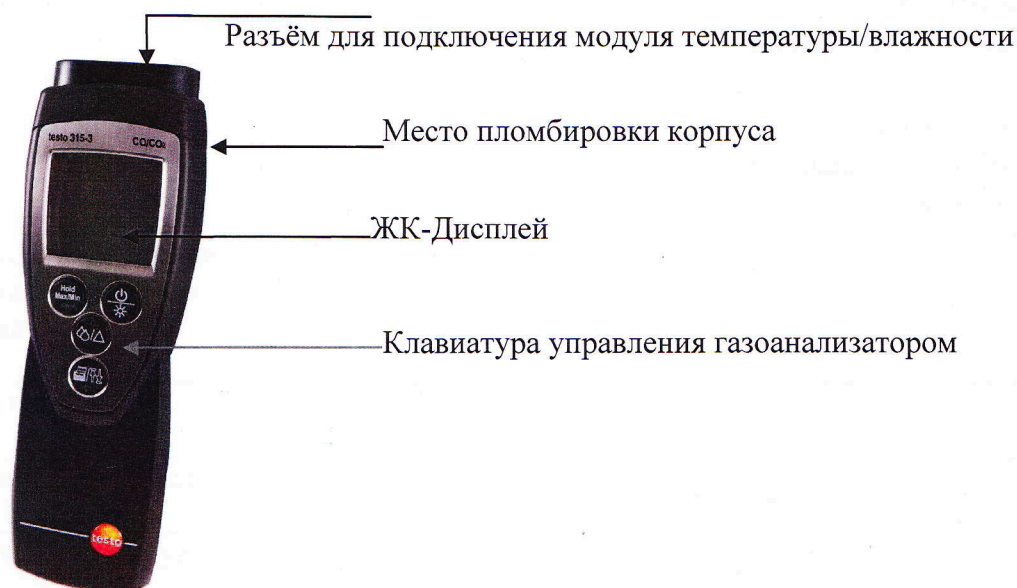 Разъём для подключения модуля температуры/влажности
testo 315-3 CO/CO₂
Место пломбировки корпуса
ЖК-Дисплей
Hold
Max/Min
Клавиатура управления газоанализатором
testo